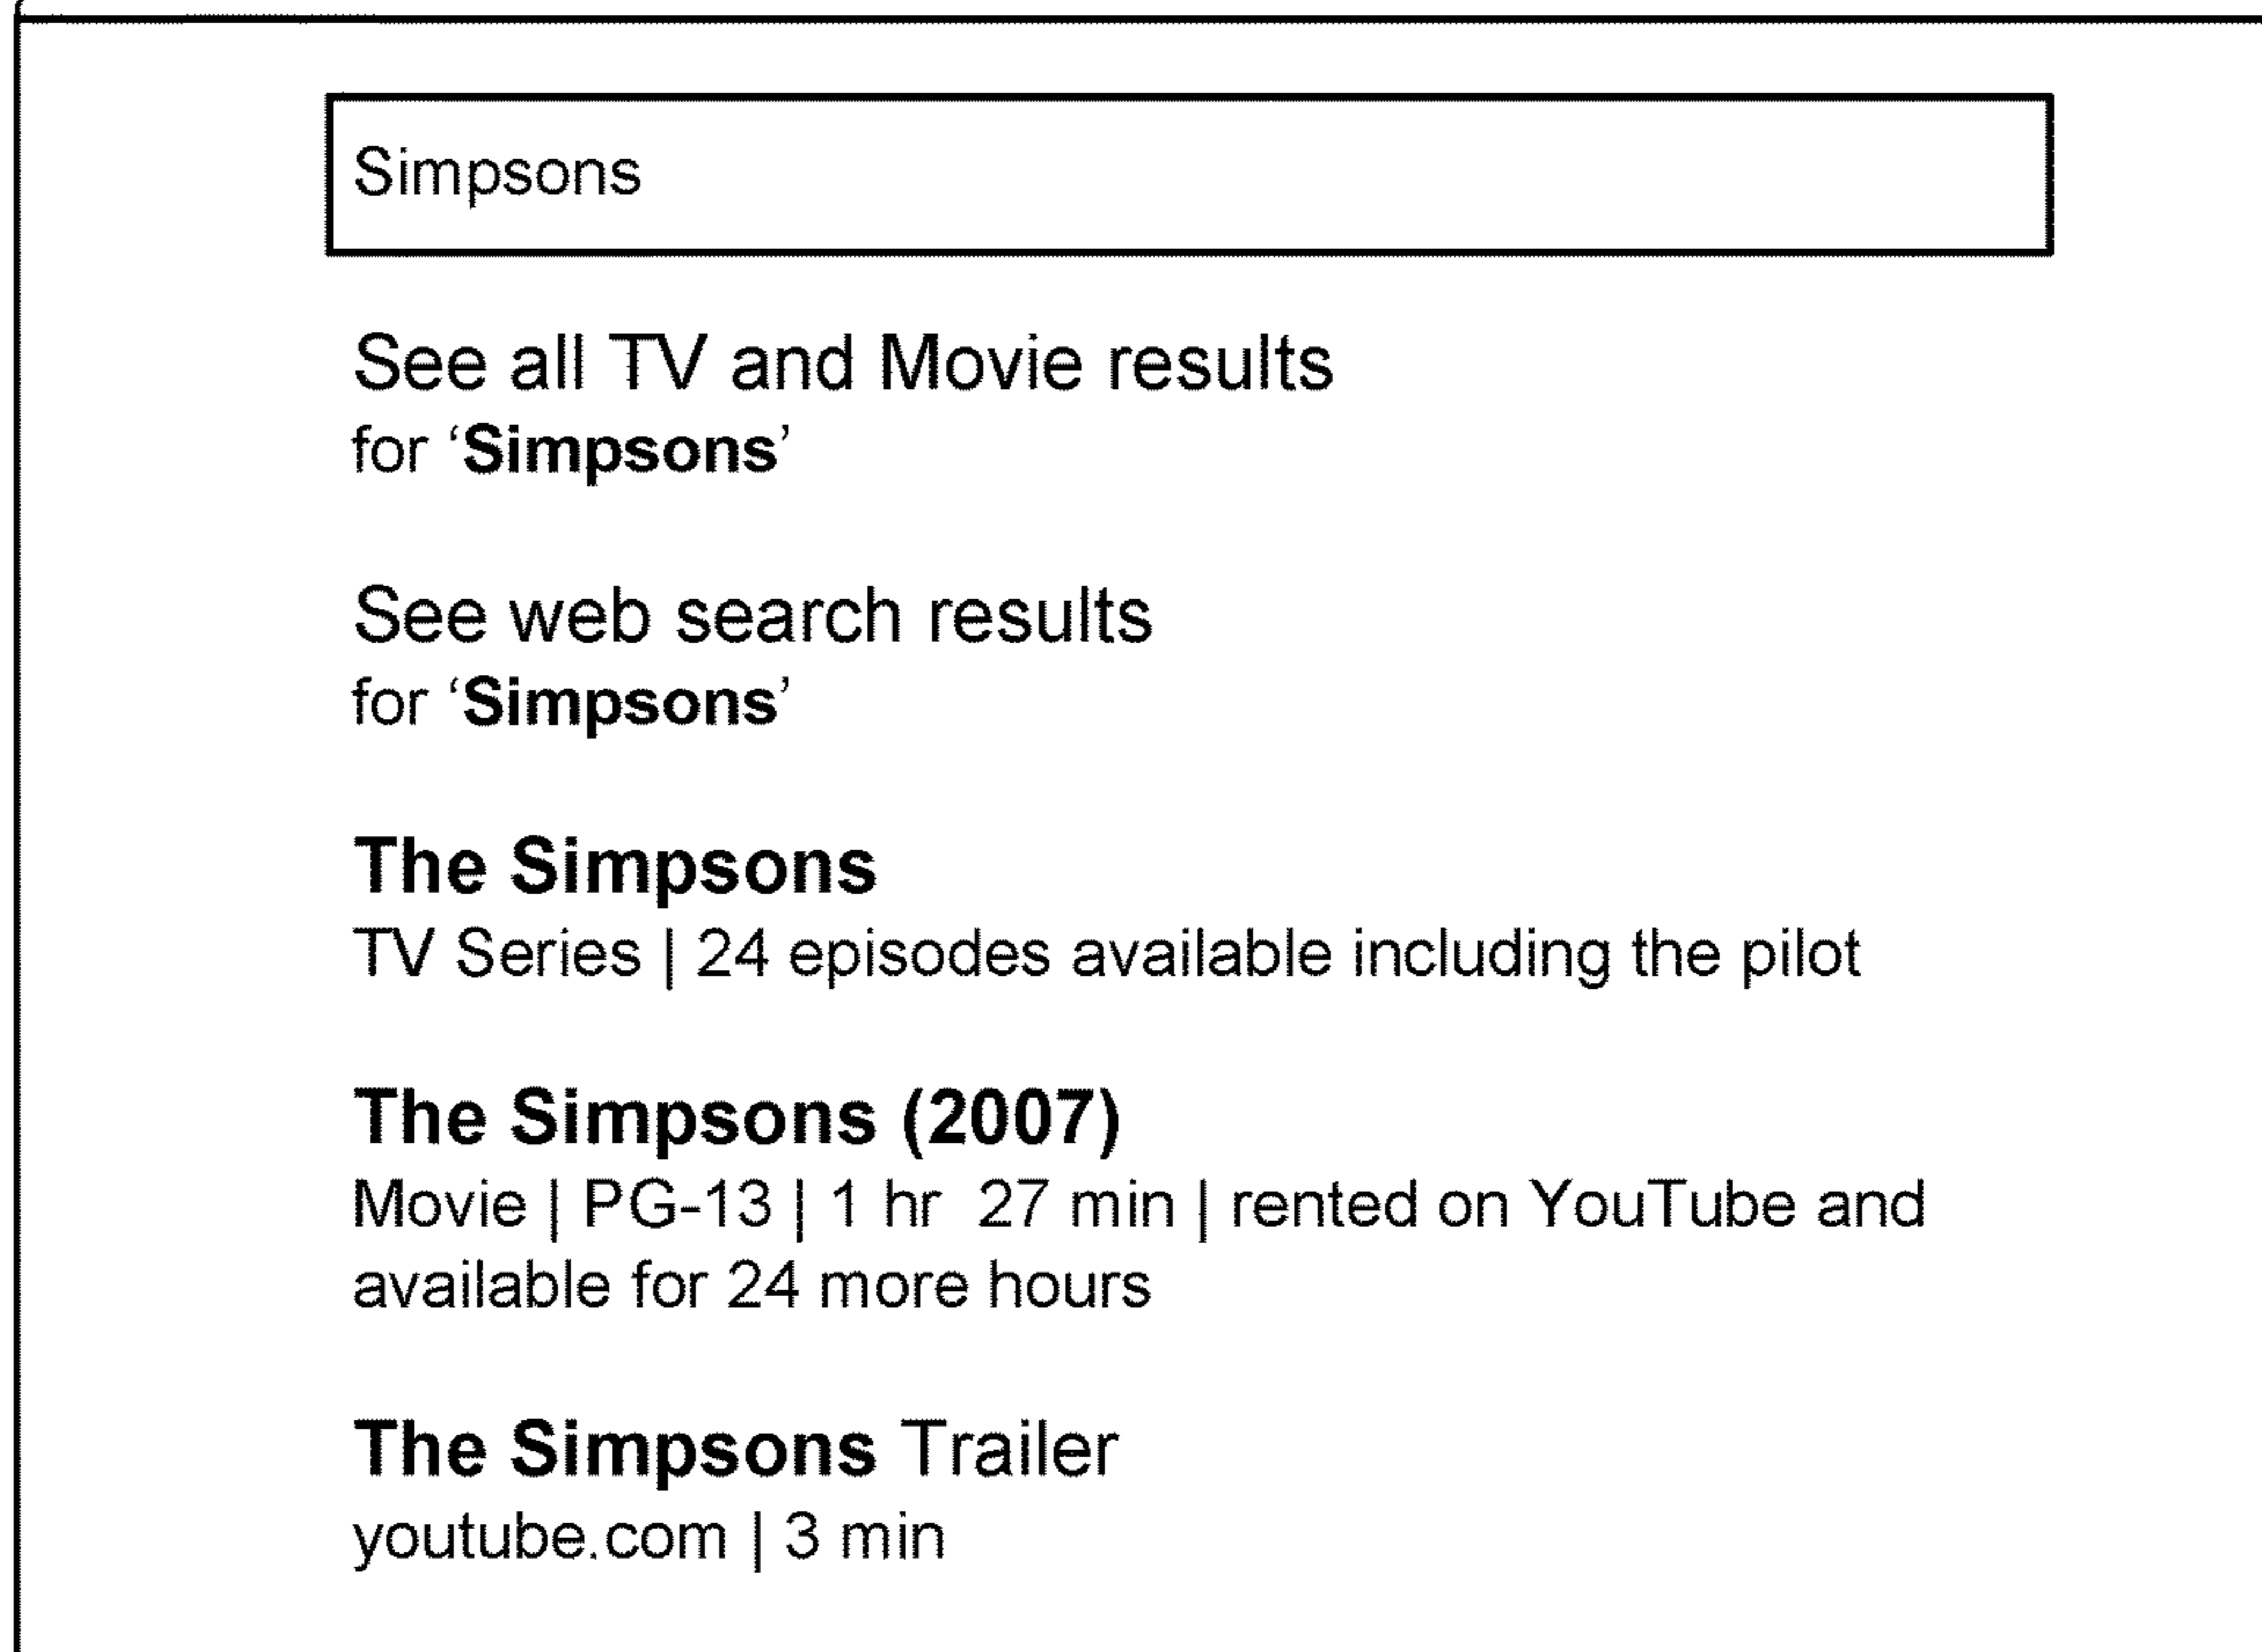 Simpsons
See all TV and Movie results
for ‘Simpsons’
See web search results
for ‘Simpsons’
The Simpsons
TV Series | 24 episodes available including the pilot
The Simpsons (2007)
Movie | PG-13 | 1 hr  27 min | rented on YouTube and
available for 24 more hours
The Simpsons Trailer
youtube.com | 3 min